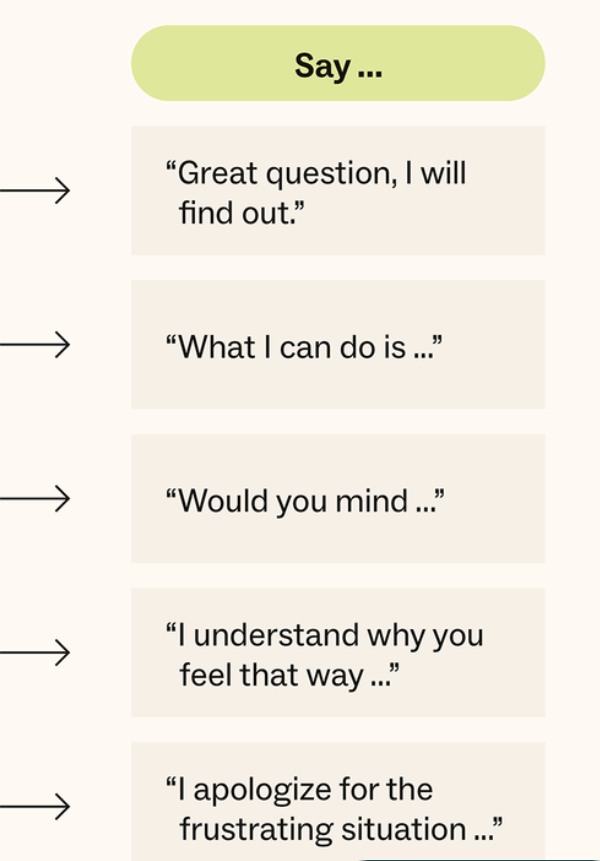 Say ...
“Great question, I will
find out.”
“What I can do is ...”
“Would you mind ...”
“I understand why you
feel that way ...”
“I apologize for the
frustrating situation ...”